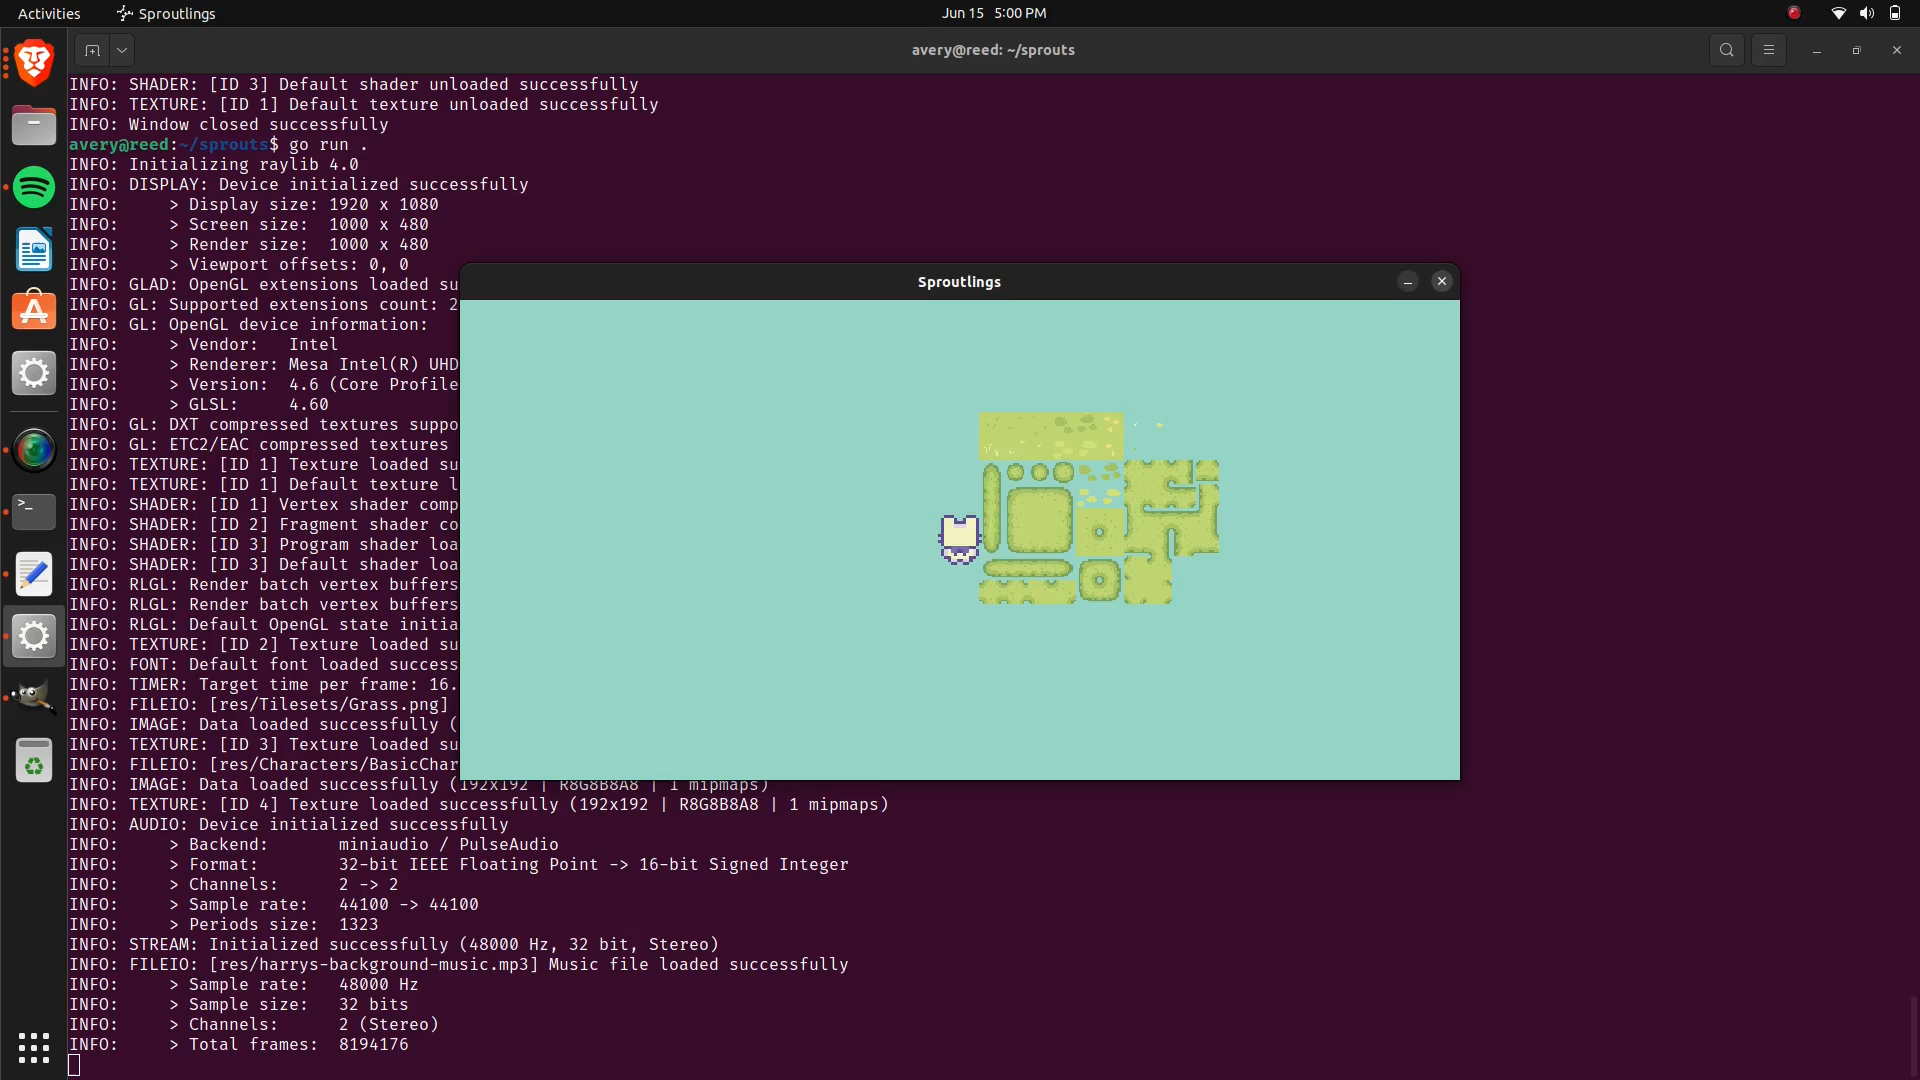 Activities
Sproutlings
Jun 15 5:00 PM
avery@reed: ~/sprouts
INFO: SHADER: [ID 3] Default shader unloaded successfully
INFO: TEXTURE: [ID 1] Default texture unloaded successfully
INFO: Window closed successfully
avery@reed:~/sprouts$ go run .
INFO: Initializing raylib 4.0
INFO: DISPLAY: Device initialized successfully
INFO:     > Display size: 1920 x 1080
INFO:     > Screen size:  1000 x 480
INFO:     > Render size:  1000 x 480
INFO:     > Viewport offsets: 0, 0
INFO: GLAD: OpenGL extensions loaded su
INFO: GL: Supported extensions count: 2
INFO: GL: OpenGL device information:
INFO:     > Vendor:   Intel
INFO:     > Renderer: Mesa Intel(R) UHD
INFO:     > Version:  4.6 (Core Profile
INFO:     > GLSL:     4.60
INFO: GL: DXT compressed textures suppo
INFO: GL: ETC2/EAC compressed textures
INFO: TEXTURE: [ID 1] Texture loaded su
INFO: TEXTURE: [ID 1] Default texture l
INFO: SHADER: [ID 1] Vertex shader comp
INFO: SHADER: [ID 2] Fragment shader co
INFO: SHADER: [ID 3] Program shader loa
INFO: SHADER: [ID 3] Default shader loa
INFO: RLGL: Render batch vertex buffers
INFO: RLGL: Render batch vertex buffers
INFO: RLGL: Default OpenGL state initia
INFO: TEXTURE: [ID 2] Texture loaded su
INFO: FONT: Default font loaded success
INFO: TIMER: Target time per frame: 16.
INFO: FILEIO: [res/Tilesets/Grass.png]
INFO: IMAGE: Data loaded successfully (
INFO: TEXTURE: [ID 3] Texture loaded su
INFO: FILEIO: [res/Characters/BasicChar
INFO: IMAGE: Data loaded successfully (192x192 | R8G8B8A8 | 1 mipmaps)
INFO: TEXTURE: [ID 4] Texture loaded successfully (192x192 | R8G8B8A8 | 1 mipmaps)
INFO: AUDIO: Device initialized successfully
INFO:     > Backend:       miniaudio / PulseAudio
INFO:     > Format:        32-bit IEEE Floating Point -> 16-bit Signed Integer
INFO:     > Channels:      2 -> 2
INFO:     > Sample rate:   44100 -> 44100
INFO:     > Periods size:  1323
INFO: STREAM: Initialized successfully (48000 Hz, 32 bit, Stereo)
INFO: FILEIO: [res/harrys-background-music.mp3] Music file loaded successfully
INFO:     > Sample rate:   48000 Hz
INFO:     > Sample size:   32 bits
INFO:     > Channels:      2 (Stereo)
INFO:     > Total frames:  8194176
Sproutlings